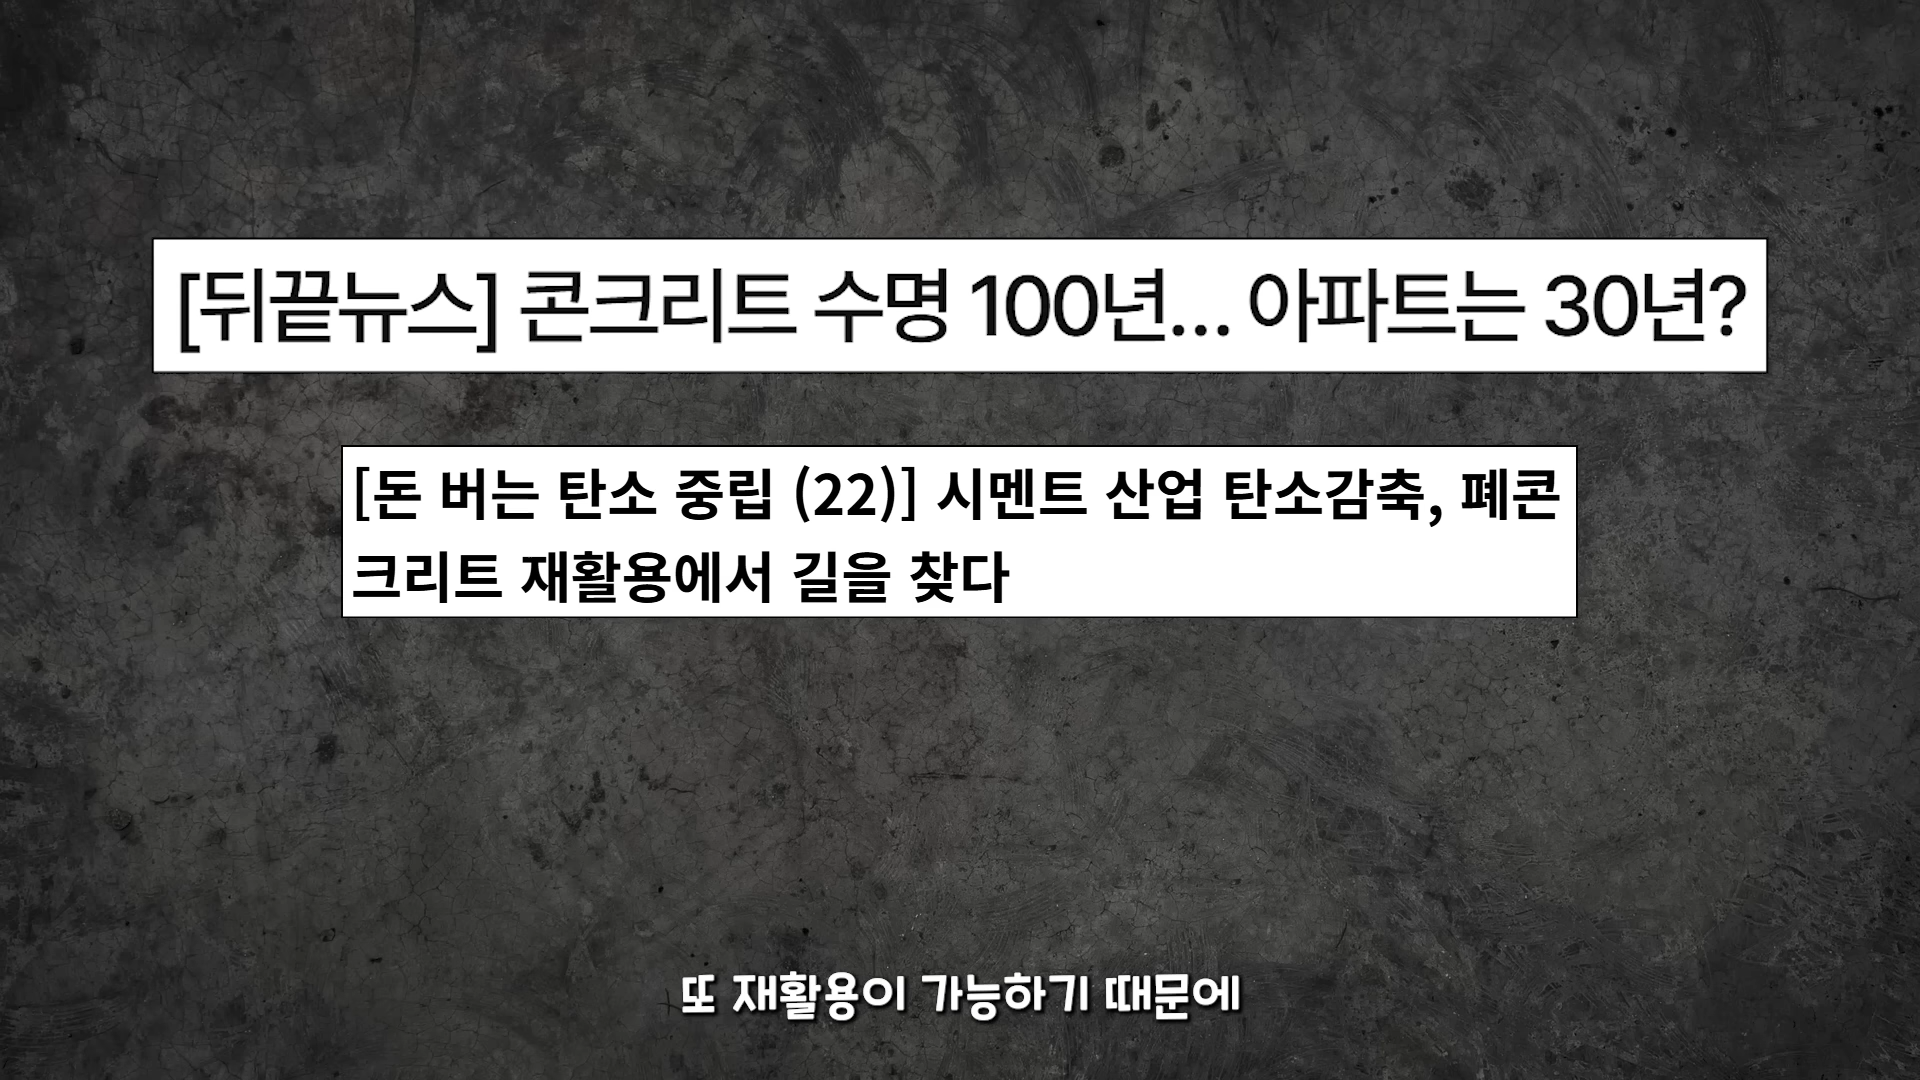 [뒤끝뉴스] 콘크리트 수명 100년... 아파트는 30년?
[돈 버는 탄소 중립 (22)] 시멘트 산업 탄소감축, 폐콘
크리트 재활용에서 길을 찾다
또 재활용이 가능하기 때문에